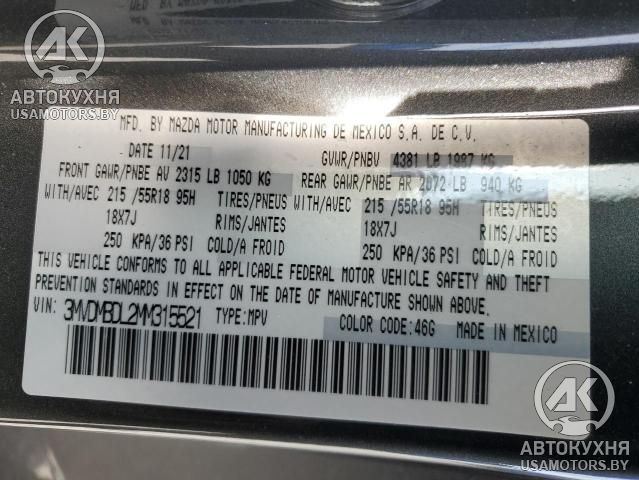 AK
АВТОКУХНЯ
USAMOTORS.BY
MFD. BY MAZDA MOTOR MANUFACTURING DE MEXICO S.A. DE C.V.
DATE 11/21 GVWR/PNBV 4381 LB 1987 KG
FRONT GAWR/PNBE AV 2315 LB 1050 KG REAR GAWR/PNBE AR 2072 LB 940 KG
WITH/AVEC 215 /55R18 95H TIRES/PNEUS WITH/AVEC 215 /55R18 95H TIRES/PNEUS
18X7J RIMS/JANTES 18X7J RIMS/JANTES
250 KPA/36 PSI COLD/A FROID 250 KPA/36 PSI COLD/A FROID
THIS VEHICLE CONFORMS TO ALL APPLICABLE FEDERAL MOTOR VEHICLE SAFETY AND THEFT
PREVENTION STANDARDS IN EFFECT ON THE DATE OF MANUFACTURE SHOWN ABOVE.
VIN: 3MVDMBDL2MM315521 TYPE: MPV COLOR CODE: 46G MADE IN MEXICO
AK
АВТОКУХНЯ
USAMOTORS.BY